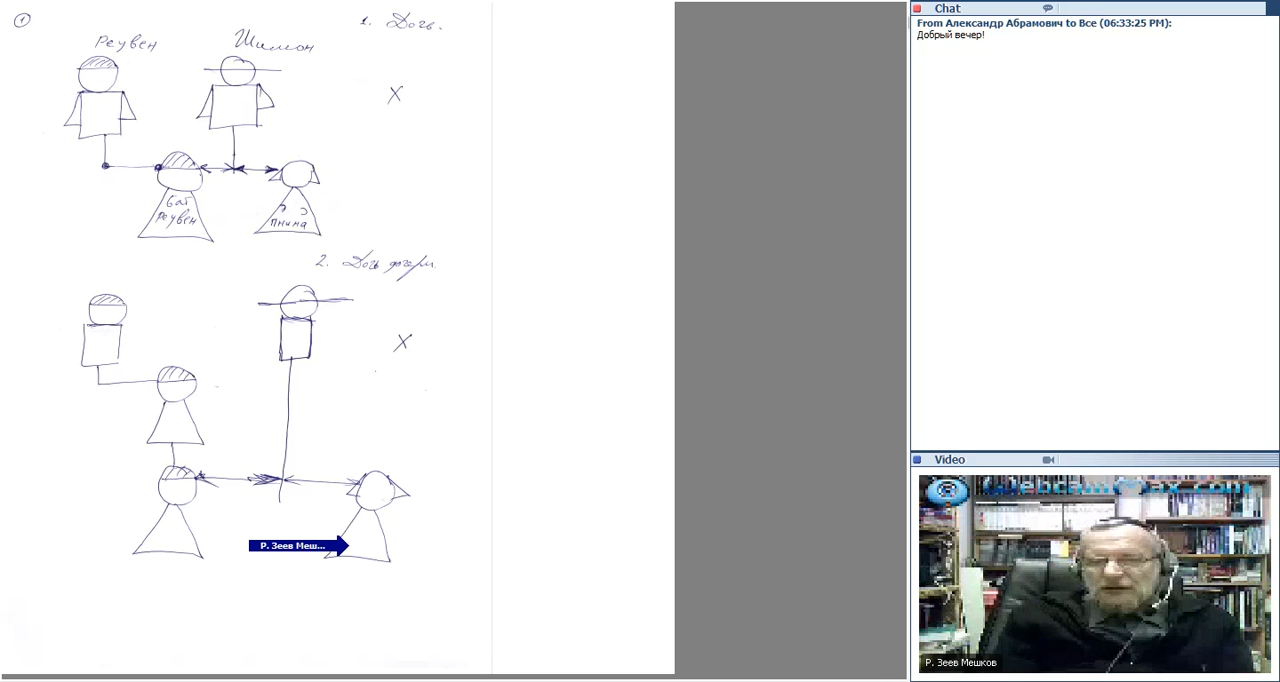 1
1. Дочь.
Реувен Шимон
X
бат
Реувен
Пнина
2. Дочь дочери.
X
Р. Зеев Меш...
Chat
From Александр Абрамович to Все (06:33:25 PM):
Добрый вечер!
Video
Р. Зеев Мешков